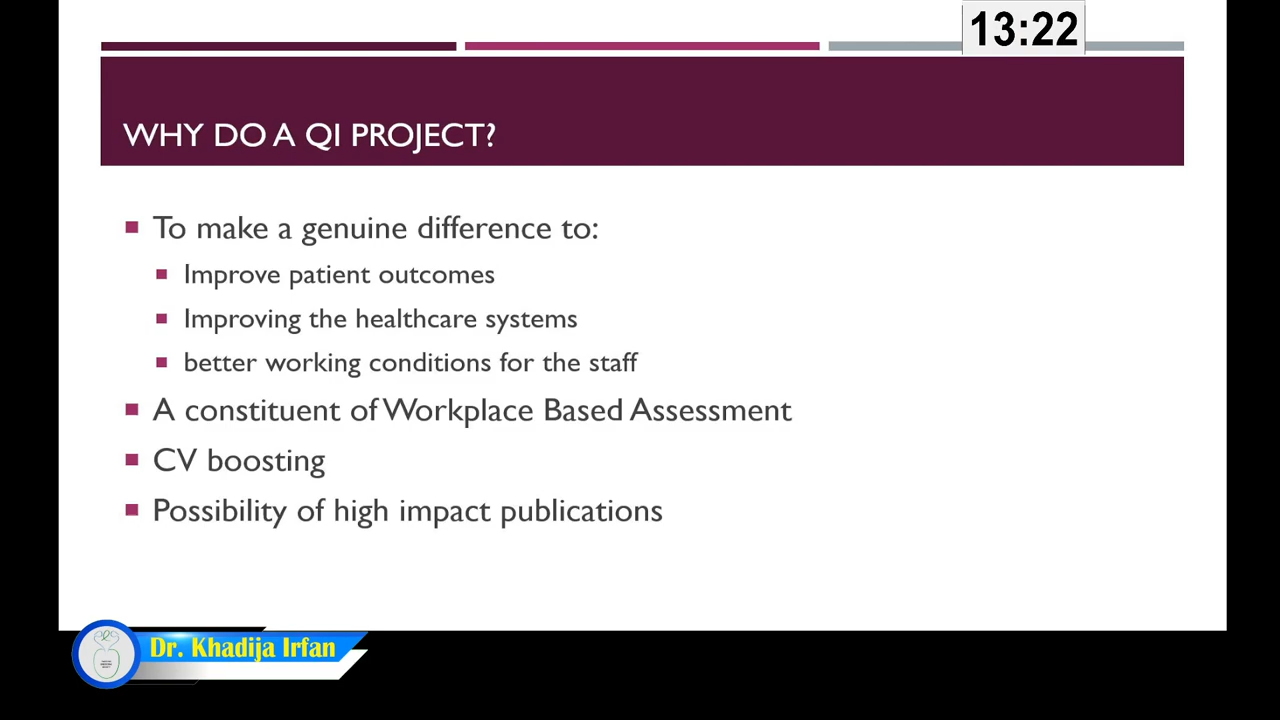 13:22
WHY DO A QI PROJECT?
To make a genuine difference to:
Improve patient outcomes
Improving the healthcare systems
better working conditions for the staff
A constituent of Workplace Based Assessment
CV boosting
Possibility of high impact publications
Dr. Khadija Irfan